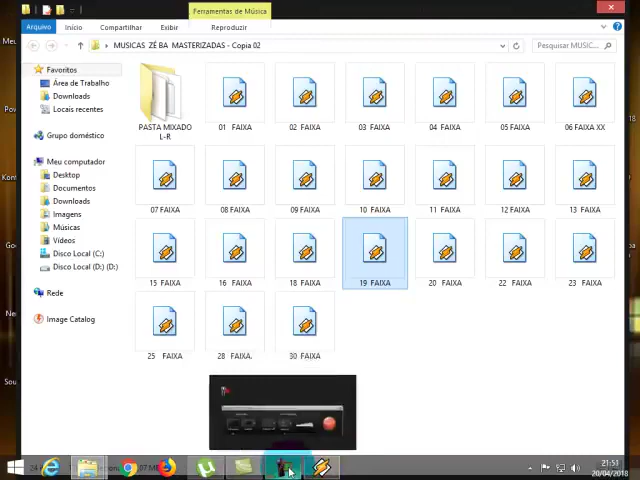 Ferramentas de Música
Arquivo Início Compartilhar Exibir Reproduzir
MUSICAS ZÉ BA MASTERIZADAS - Copia 02
Pesquisar MUSIC...
Favoritos
Área de Trabalho
Downloads
Locais recentes
Grupo doméstico
Meu computador
Desktop
Documentos
Downloads
Imagens
Músicas
Vídeos
Disco Local (C:)
Disco Local (D:) (D:)
Rede
Image Catalog
PASTA MIXADO L-R
01 FAIXA
02 FAIXA
03 FAIXA
04 FAIXA
05 FAIXA
06 FAIXA XX
07 FAIXA
08 FAIXA
09 FAIXA
10 FAIXA
11 FAIXA
12 FAIXA
13 FAIXA
15 FAIXA
16 FAIXA
18 FAIXA
19 FAIXA
20 FAIXA
22 FAIXA
23 FAIXA
25 FAIXA
28 FAIXA.
30 FAIXA
21:51
20/04/2018